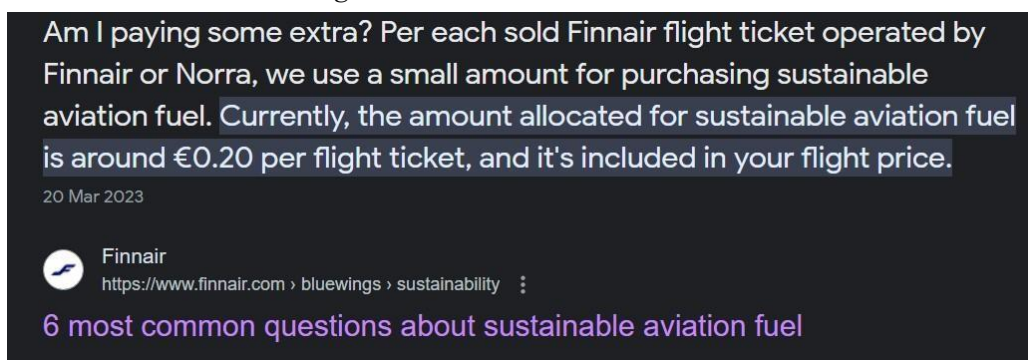 Am I paying some extra? Per each sold Finnair flight ticket operated by
Finnair or Norra, we use a small amount for purchasing sustainable
aviation fuel. Currently, the amount allocated for sustainable aviation fuel
is around €0.20 per flight ticket, and it's included in your flight price.
20 Mar 2023
Finnair
https://www.finnair.com › bluewings › sustainability
6 most common questions about sustainable aviation fuel